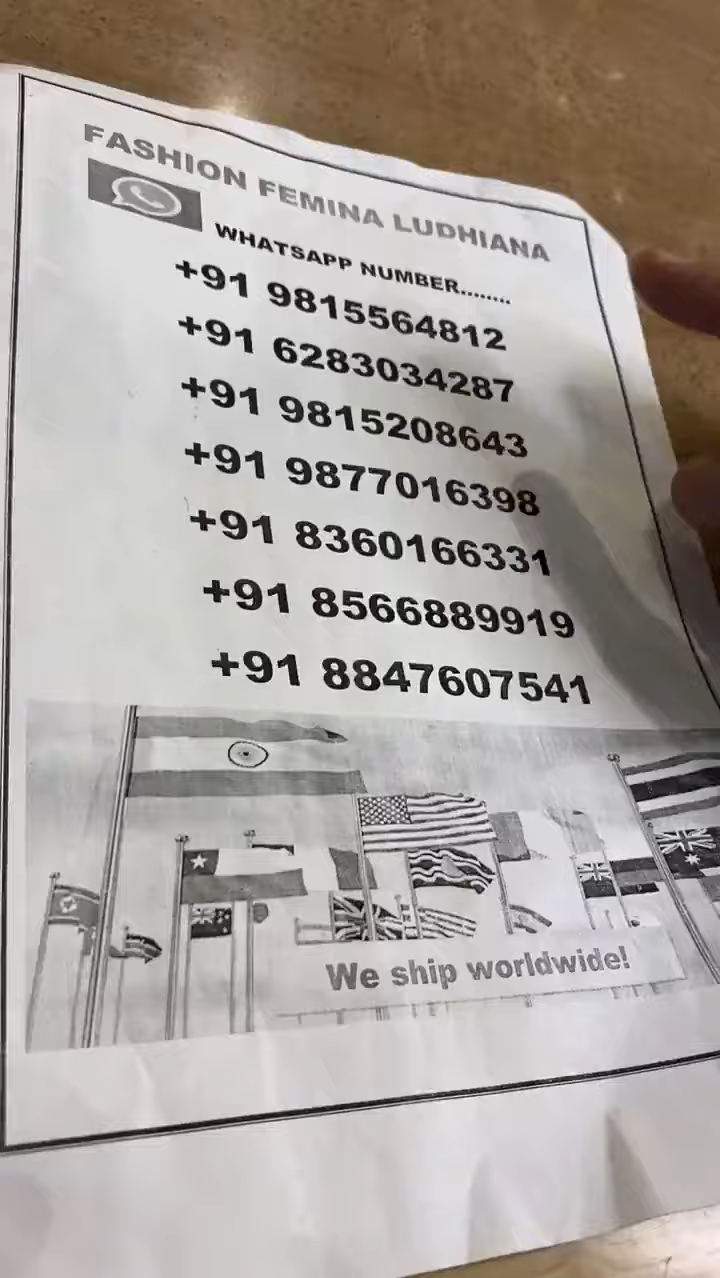 FASHION FEMINA LUDHIANA
WHATSAPP NUMBER........
+91 9815564812
+91 6283034287
+91 9815208643
+91 9877016398
+91 8360166331
+91 8566889919
+91 8847607541
We ship worldwide!